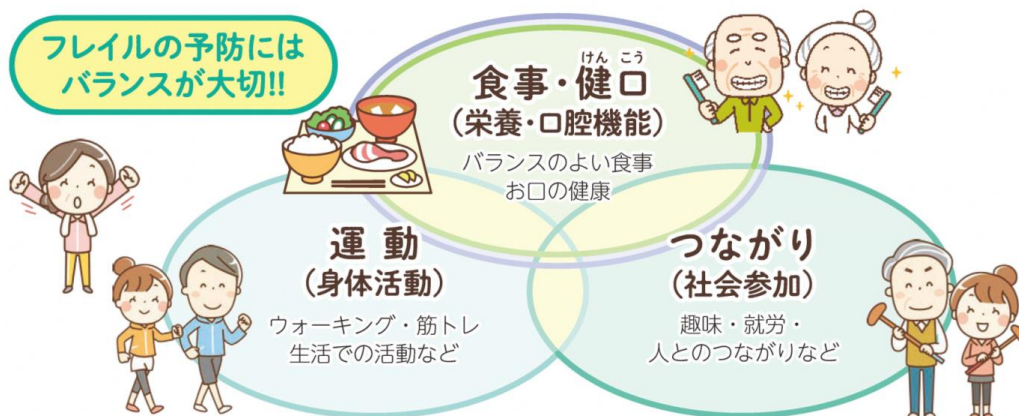 フレイルの予防には
バランスが大切!!
けん こう
食事・健口
(栄養・口腔機能)
バランスのよい食事
お口の健康
運動
(身体活動)
ウォーキング・筋トレ
生活での活動など
つながり
(社会参加)
趣味・就労・
人とのつながりなど